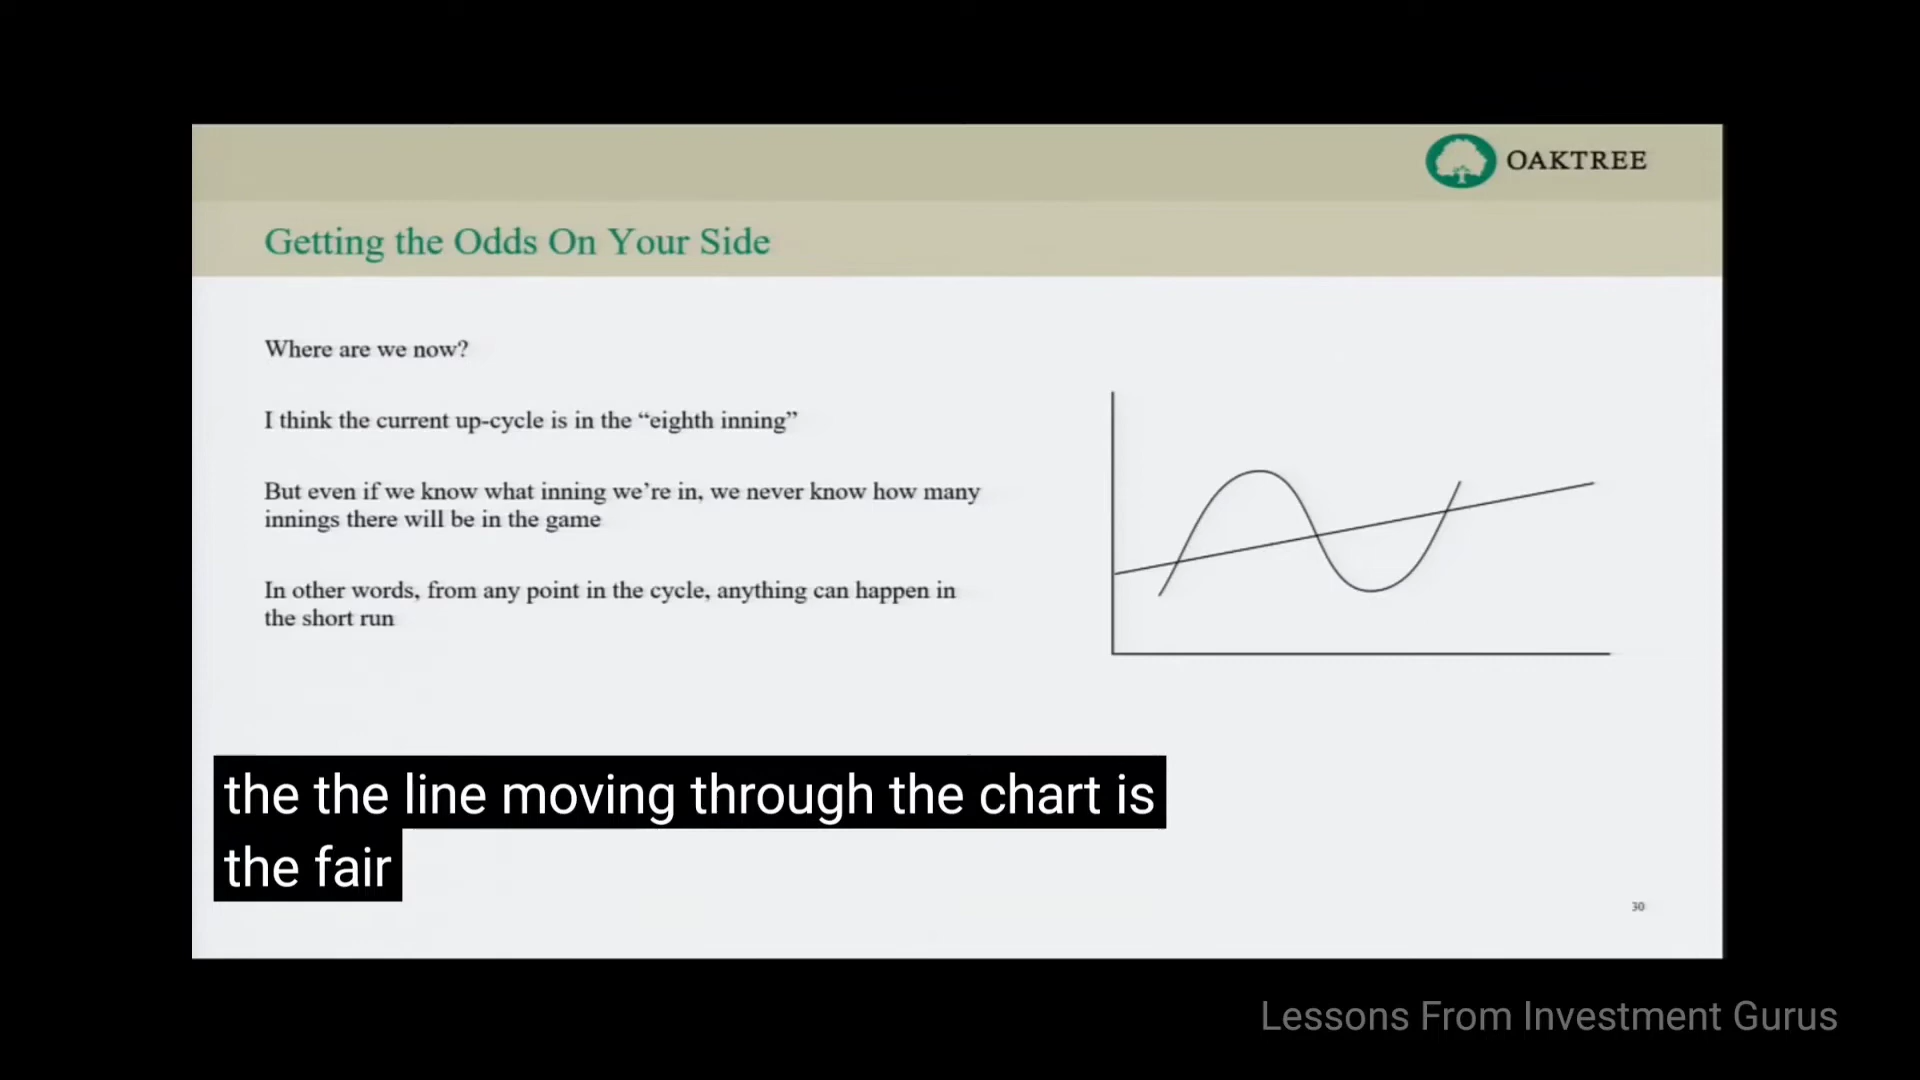 OAKTREE
Getting the Odds On Your Side
Where are we now?
I think the current up-cycle is in the “eighth inning”
But even if we know what inning we’re in, we never know how many
innings there will be in the game
In other words, from any point in the cycle, anything can happen in
the short run
the the line moving through the chart is
the fair
30
Lessons From Investment Gurus